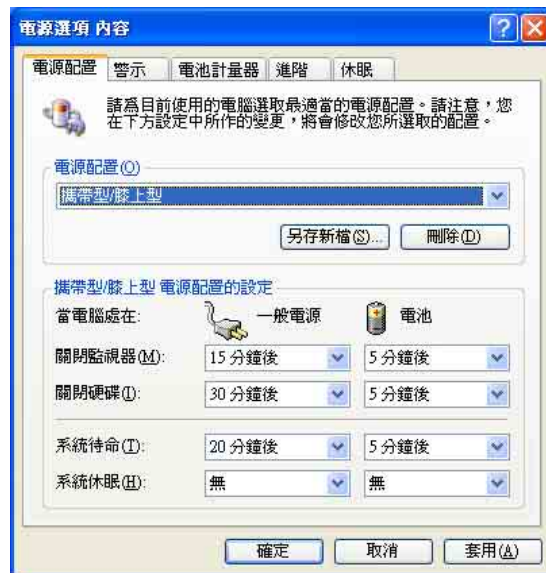 電源選項 內容
電源配置 警示 電池計量器 進階 休眠
請為目前使用的電腦選取最適當的電源配置。請注意，您
在下方設定中所作的變更，將會修改您所選取的配置。
電源配置(O)
攜帶型/膝上型
另存新檔(S)... 刪除(D)
攜帶型/膝上型 電源配置的設定
當電腦處在: 一般電源 電池
關閉監視器(M): 15 分鐘後 5 分鐘後
關閉硬碟(I): 30 分鐘後 5 分鐘後
系統待命(T): 20 分鐘後 5 分鐘後
系統休眠(H): 無 無
確定 取消 套用(A)